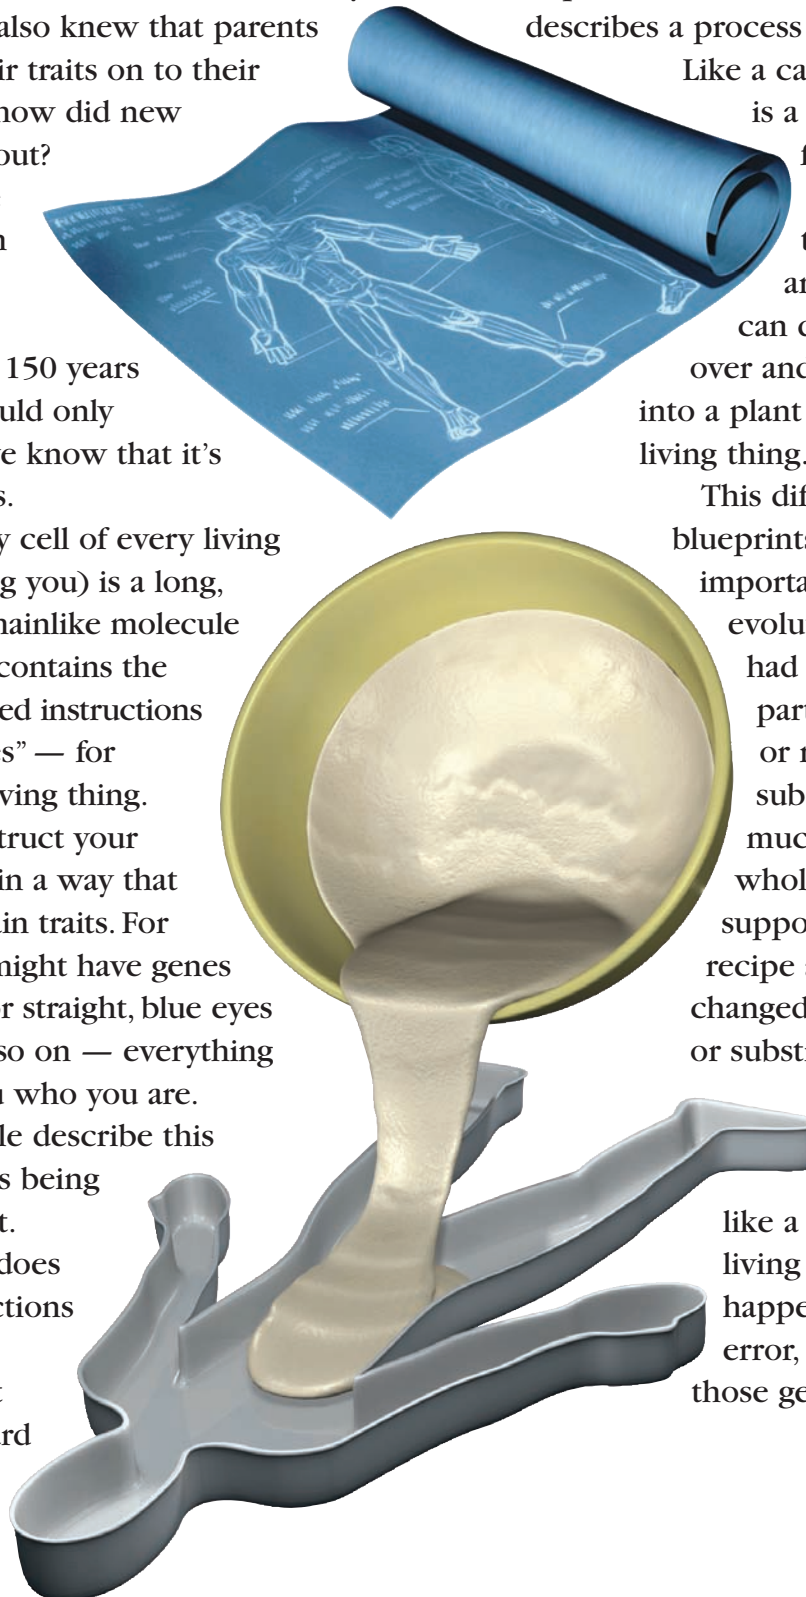 also knew that parents
ir traits on to their
how did new
out?
n
150 years
uld only
e know that it's
s.
y cell of every living
g you) is a long,
hainlike molecule
contains the
ed instructions
es” — for
ving thing.
truct your
in a way that
in traits. For
might have genes
or straight, blue eyes
so on — everything
u who you are.
le describe this
s being
t.
does
ctions
t
rd
describes a process
Like a ca
is a
f
t
an
can
over and
into a plant
living thing.
This dif
blueprints
importa
evolu
had
part
or r
sub
muc
whol
suppo
recipe
changed
or substi
like a
living
happe
error,
those ge